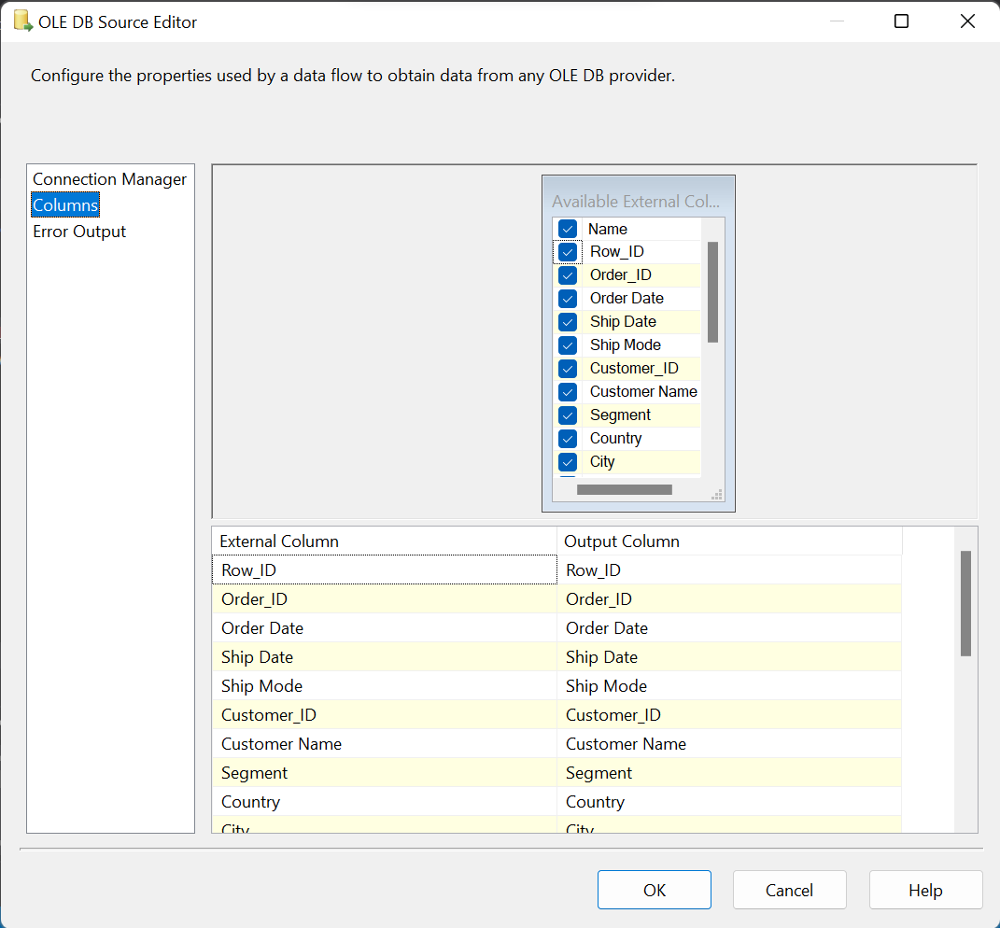 OLE DB Source Editor
Configure the properties used by a data flow to obtain data from any OLE DB provider.
Connection Manager
Columns
Error Output
Available External Col...
Name
Row_ID
Order_ID
Order Date
Ship Date
Ship Mode
Customer_ID
Customer Name
Segment
Country
City
External Column Output Column
Row_ID Row_ID
Order_ID Order_ID
Order Date Order Date
Ship Date Ship Date
Ship Mode Ship Mode
Customer_ID Customer_ID
Customer Name Customer Name
Segment Segment
Country Country
City City
OK Cancel Help